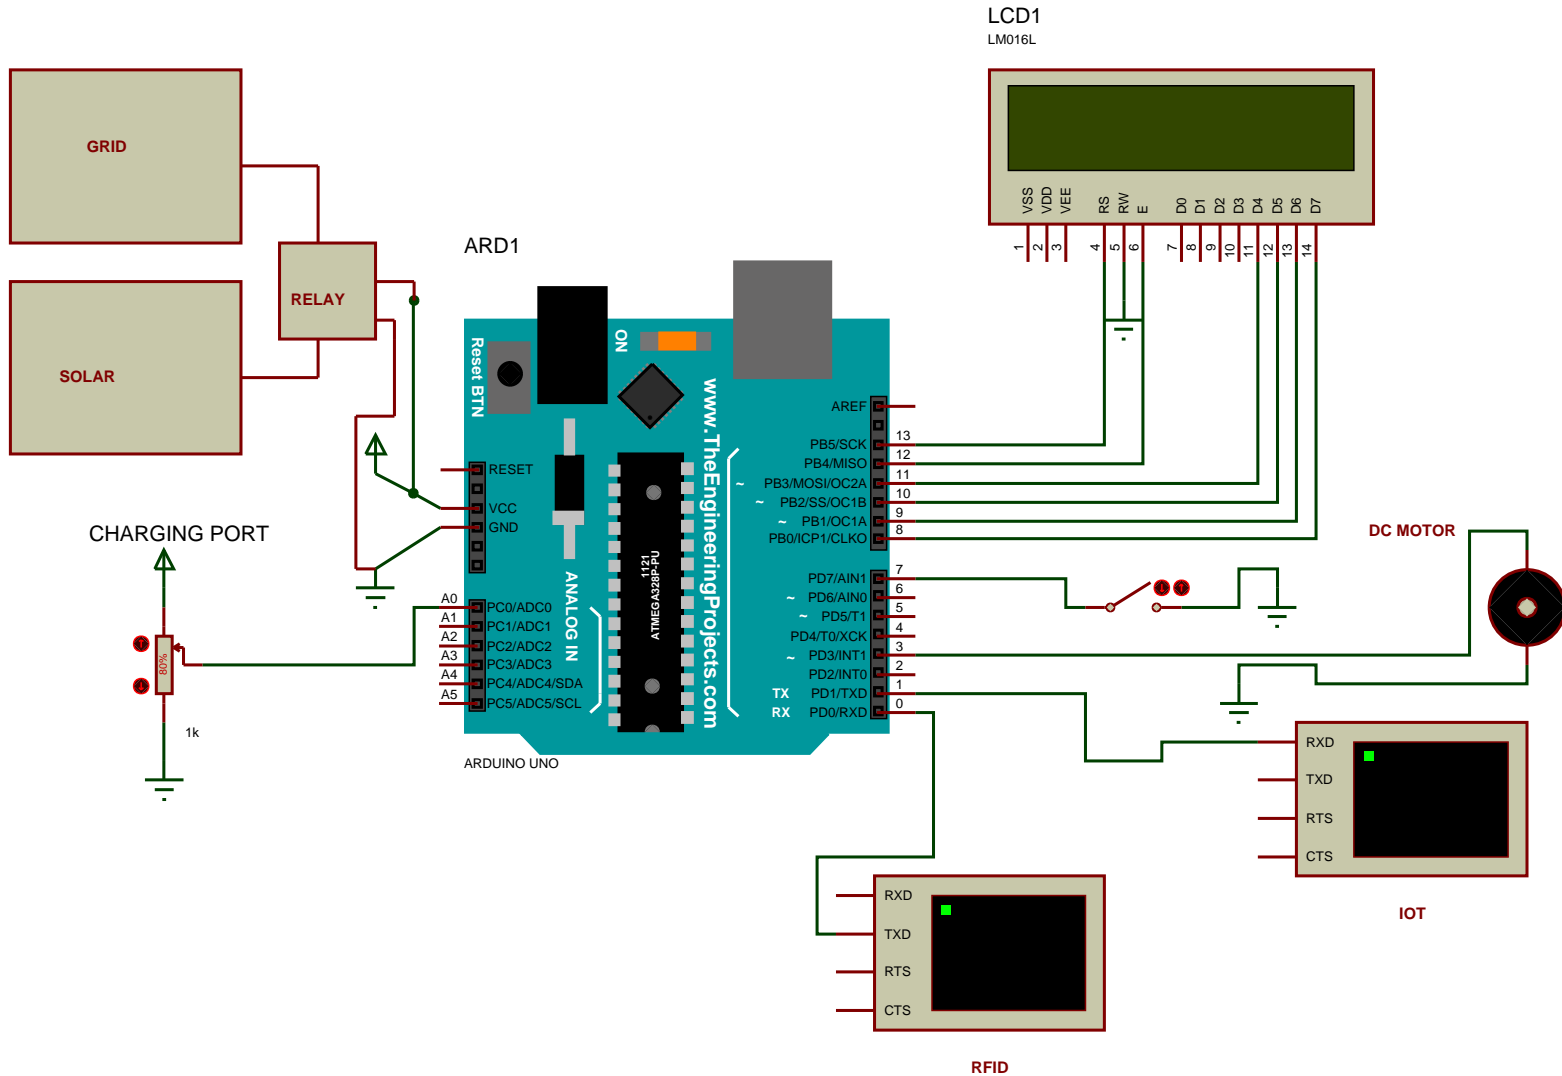 LCD1
LM016L
GRID
SOLAR
RELAY
VSS
VDD
VEE
RS
RW
E
D0
D1
D2
D3
D4
D5
D6
D7
1
2
3
4
5
6
7
8
9
10
11
12
13
14
ARD1
Reset BTN
ON
www.TheEngineeringProjects.com
1121
ATMEGA328P-PU
ANALOG IN
RESET
VCC
GND
A0 PC0/ADC0
A1 PC1/ADC1
A2 PC2/ADC2
A3 PC3/ADC3
A4 PC4/ADC4/SDA
A5 PC5/ADC5/SCL
AREF
PB5/SCK 13
PB4/MISO 12
~ PB3/MOSI/OC2A 11
~ PB2/SS/OC1B 10
~ PB1/OC1A 9
PB0/ICP1/CLKO 8
PD7/AIN1 7
~ PD6/AIN0 6
~ PD5/T1 5
PD4/T0/XCK 4
~ PD3/INT1 3
PD2/INT0 2
TX PD1/TXD 1
RX PD0/RXD 0
ARDUINO UNO
CHARGING PORT
80%
1k
DC MOTOR
RXD
TXD
RTS
CTS
IOT
RXD
TXD
RTS
CTS
RFID